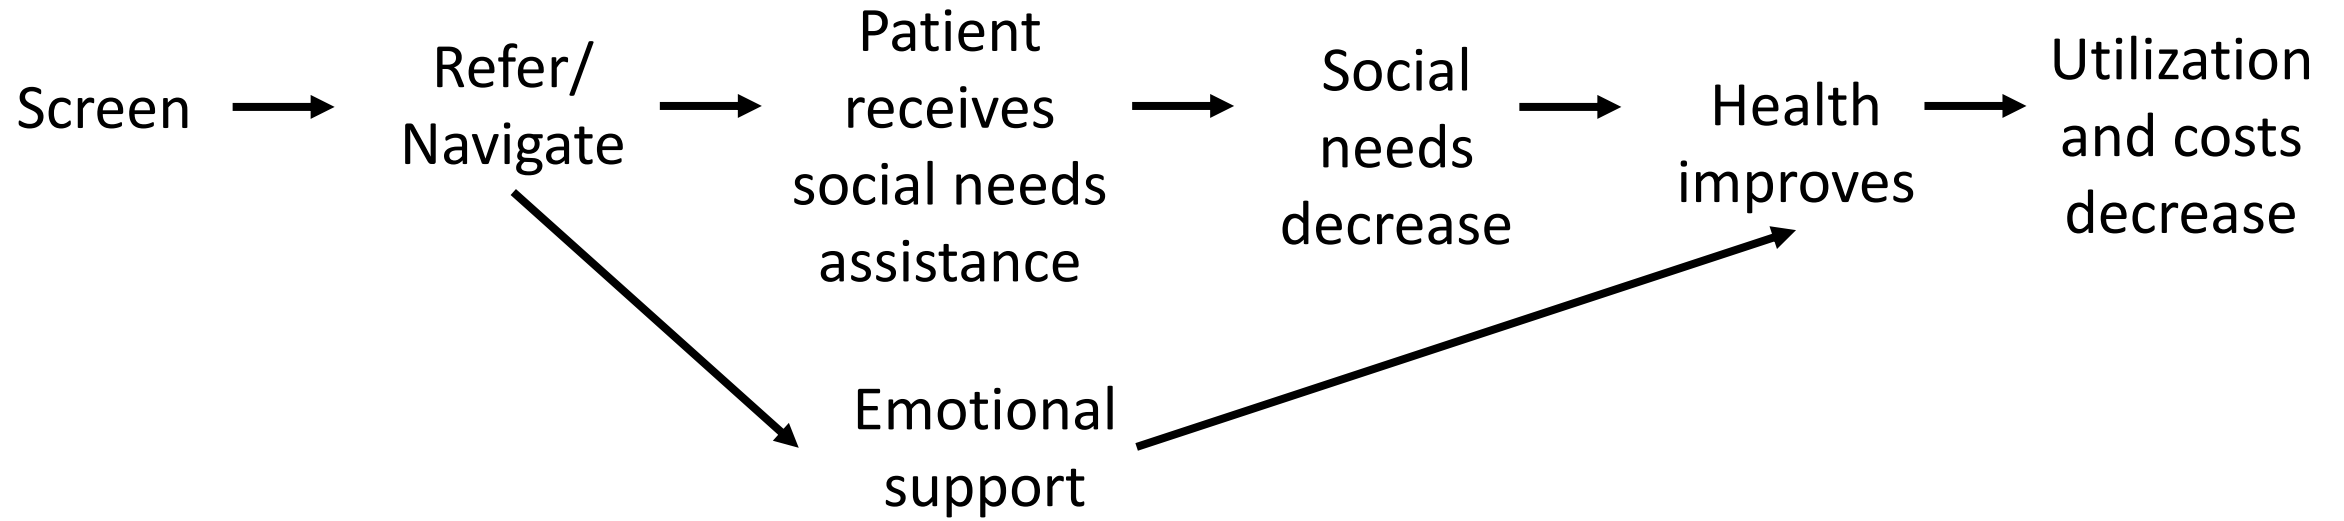 Screen
Refer/
Navigate
Patient
receives
social needs
assistance
Social
needs
decrease
Health
improves
Utilization
and costs
decrease
Emotional
support